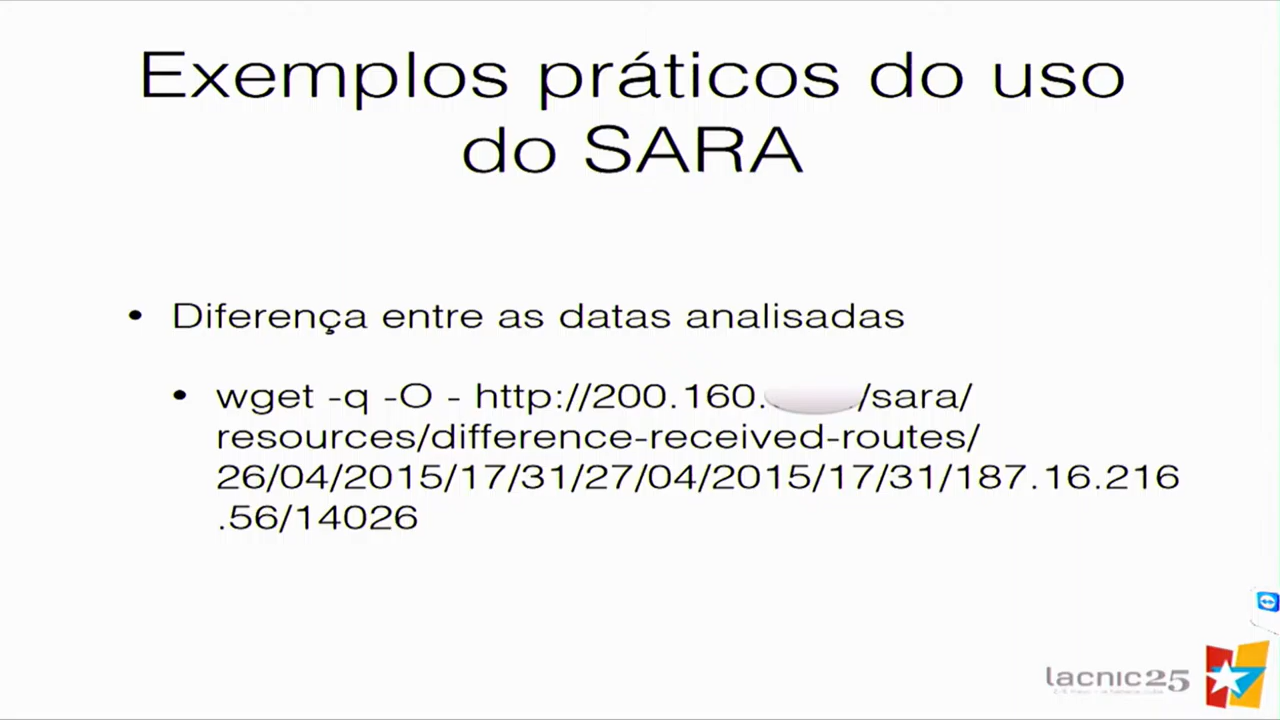 Exemplos práticos do uso
do SARA
• Diferença entre as datas analisadas
• wget -q -O - http://200.160. /sara/
resources/difference-received-routes/
26/04/2015/17/31/27/04/2015/17/31/187.16.216
.56/14026
lacnic25